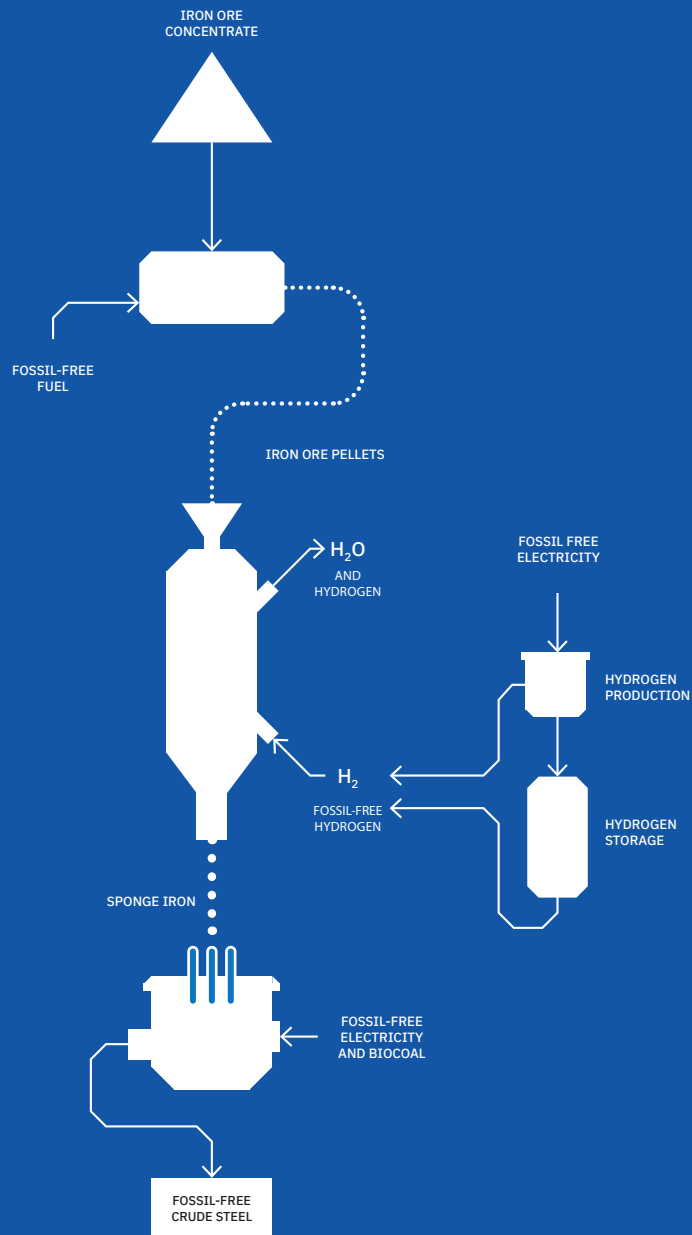 IRON ORE
CONCENTRATE
FOSSIL-FREE
FUEL
IRON ORE PELLETS
H₂O
AND
HYDROGEN
FOSSIL FREE
ELECTRICITY
HYDROGEN
PRODUCTION
H₂
FOSSIL-FREE
HYDROGEN
HYDROGEN
STORAGE
SPONGE IRON
FOSSIL-FREE
ELECTRICITY
AND BIOCOAL
FOSSIL-FREE
CRUDE STEEL